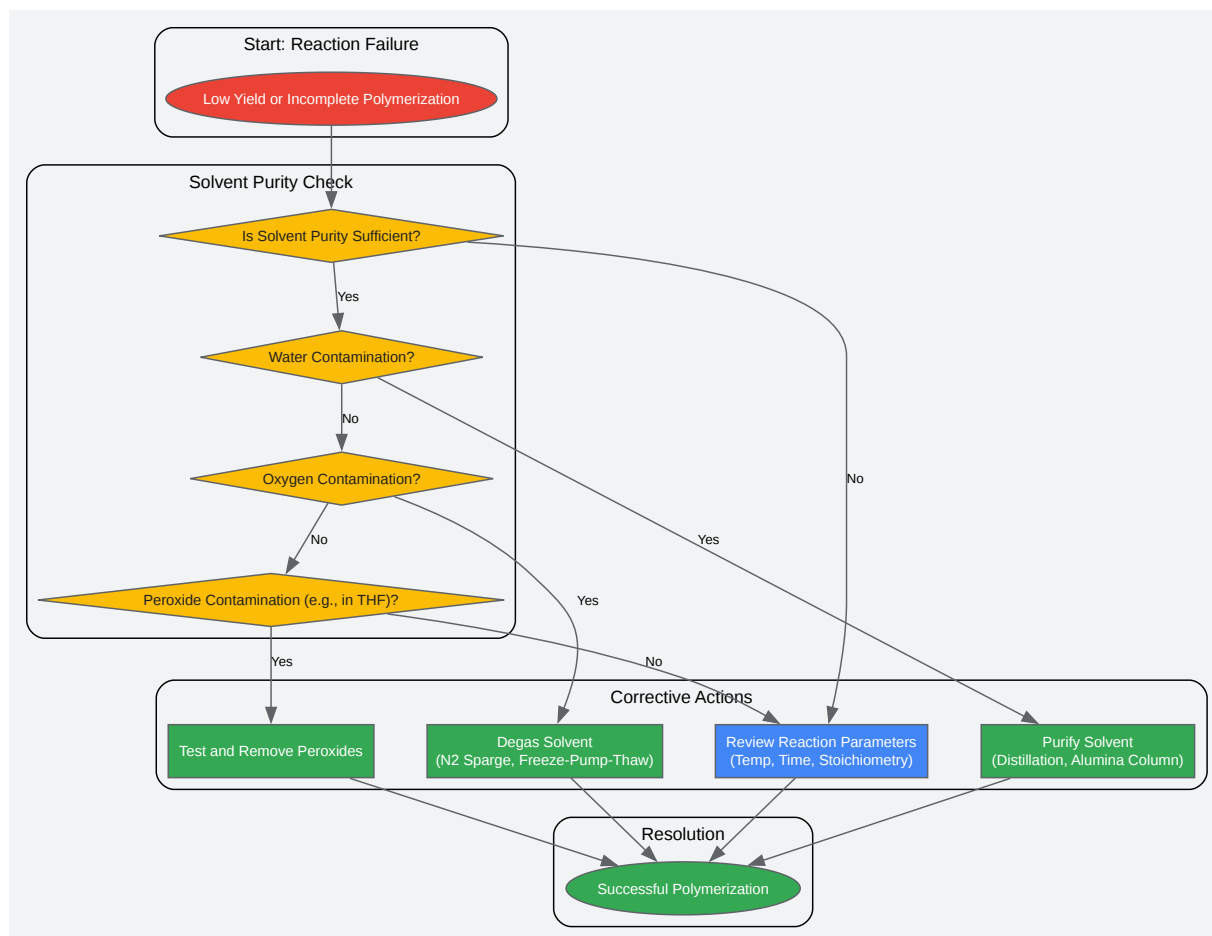 Start: Reaction Failure
Low Yield or Incomplete Polymerization
Solvent Purity Check
Is Solvent Purity Sufficient?
Yes
Water Contamination?
No
Oxygen Contamination?
No
Yes
No
Peroxide Contamination (e.g., in THF)?
Yes
Yes
No
Corrective Actions
Test and Remove Peroxides
Degas Solvent
(N2 Sparge, Freeze-Pump-Thaw)
Review Reaction Parameters
(Temp, Time, Stoichiometry)
Purify Solvent
(Distillation, Alumina Column)
Resolution
Successful Polymerization